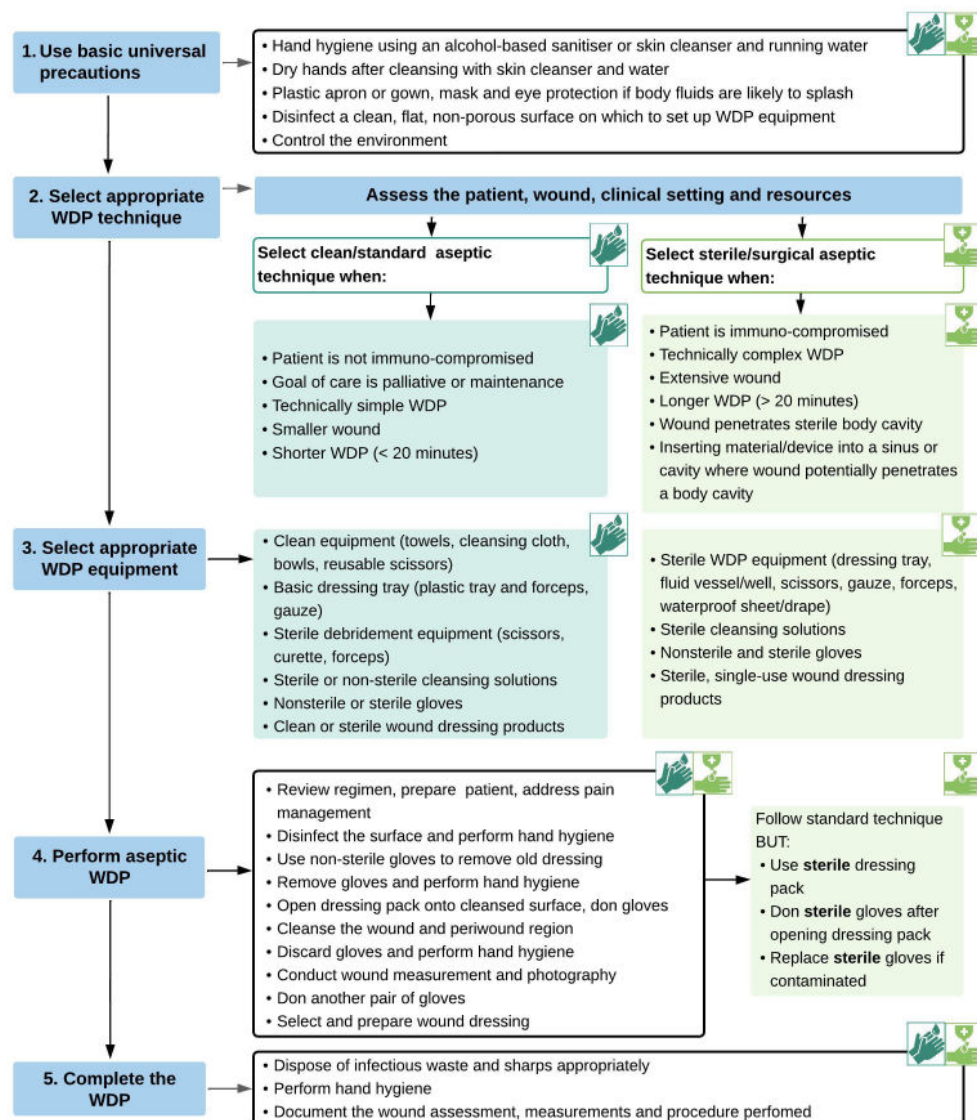 1. Use basic universal
precautions
• Hand hygiene using an alcohol-based sanitiser or skin cleanser and running water
• Dry hands after cleansing with skin cleanser and water
• Plastic apron or gown, mask and eye protection if body fluids are likely to splash
• Disinfect a clean, flat, non-porous surface on which to set up WDP equipment
• Control the environment
2. Select appropriate
WDP technique
Assess the patient, wound, clinical setting and resources
Select clean/standard aseptic
technique when:
• Patient is not immuno-compromised
• Goal of care is palliative or maintenance
• Technically simple WDP
• Smaller wound
• Shorter WDP (< 20 minutes)
Select sterile/surgical aseptic
technique when:
• Patient is immuno-compromised
• Technically complex WDP
• Extensive wound
• Longer WDP (> 20 minutes)
• Wound penetrates sterile body cavity
• Inserting material/device into a sinus or
cavity where wound potentially penetrates
a body cavity
3. Select appropriate
WDP equipment
• Clean equipment (towels, cleansing cloth,
bowls, reusable scissors)
• Basic dressing tray (plastic tray and forceps,
gauze)
• Sterile debridement equipment (scissors,
curette, forceps)
• Sterile or non-sterile cleansing solutions
• Nonsterile or sterile gloves
• Clean or sterile wound dressing products
• Sterile WDP equipment (dressing tray,
fluid vessel/well, scissors, gauze, forceps,
waterproof sheet/drape)
• Sterile cleansing solutions
• Nonsterile and sterile gloves
• Sterile, single-use wound dressing
products
4. Perform aseptic
WDP
• Review regimen, prepare patient, address pain
management
• Disinfect the surface and perform hand hygiene
• Use non-sterile gloves to remove old dressing
• Remove gloves and perform hand hygiene
• Open dressing pack onto cleansed surface, don gloves
• Cleanse the wound and periwound region
• Discard gloves and perform hand hygiene
• Conduct wound measurement and photography
• Don another pair of gloves
• Select and prepare wound dressing
Follow standard technique
BUT:
• Use sterile dressing
pack
• Don sterile gloves after
opening dressing pack
• Replace sterile gloves if
contaminated
5. Complete the
WDP
• Dispose of infectious waste and sharps appropriately
• Perform hand hygiene
• Document the wound assessment, measurements and procedure perfomed